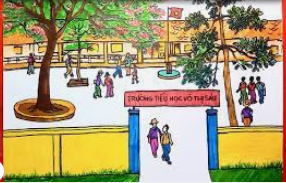 TRƯỜNG TIỂU HỌC VÕ THỊ SÁU